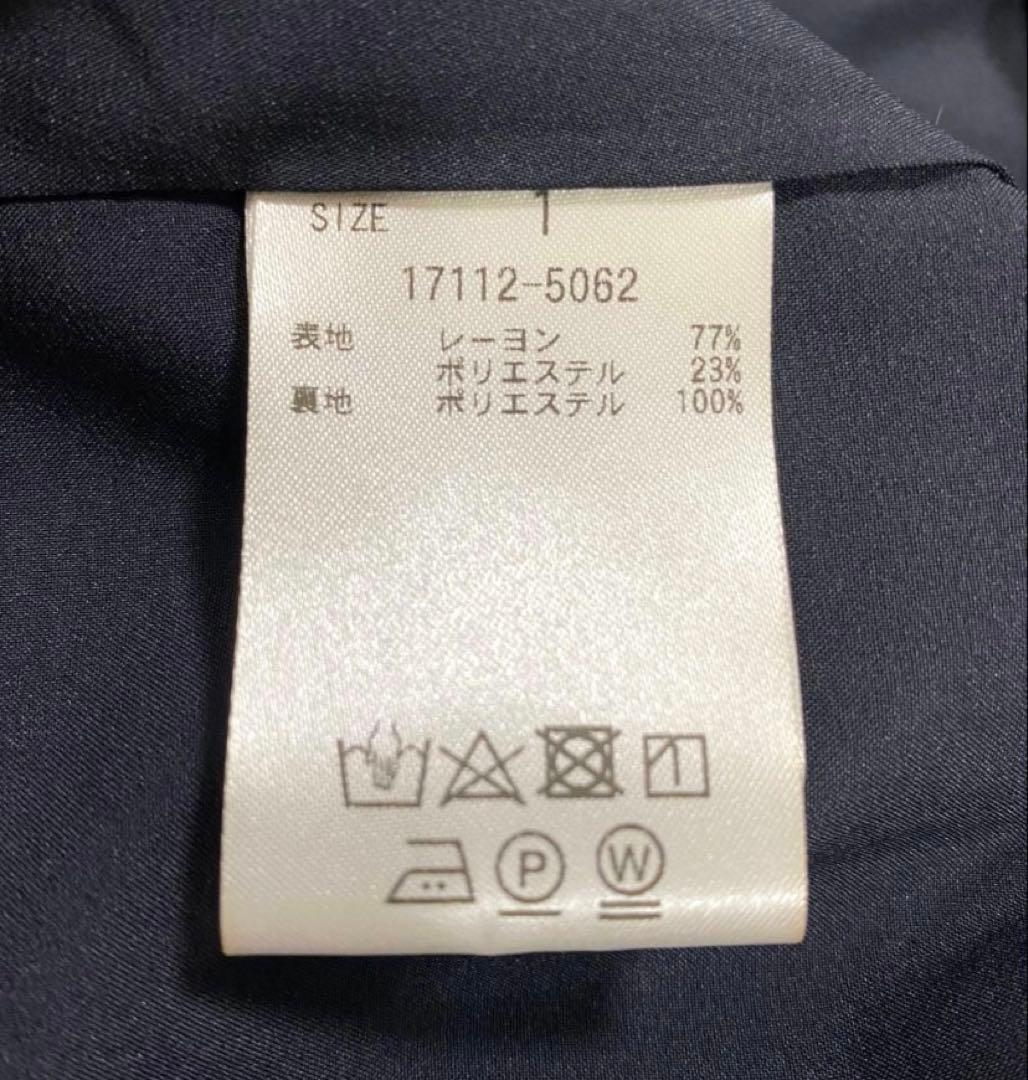 SIZE 1
17112-5062
表地 レーヨン 77%
ポリエステル 23%
裏地 ポリエステル 100%
P W